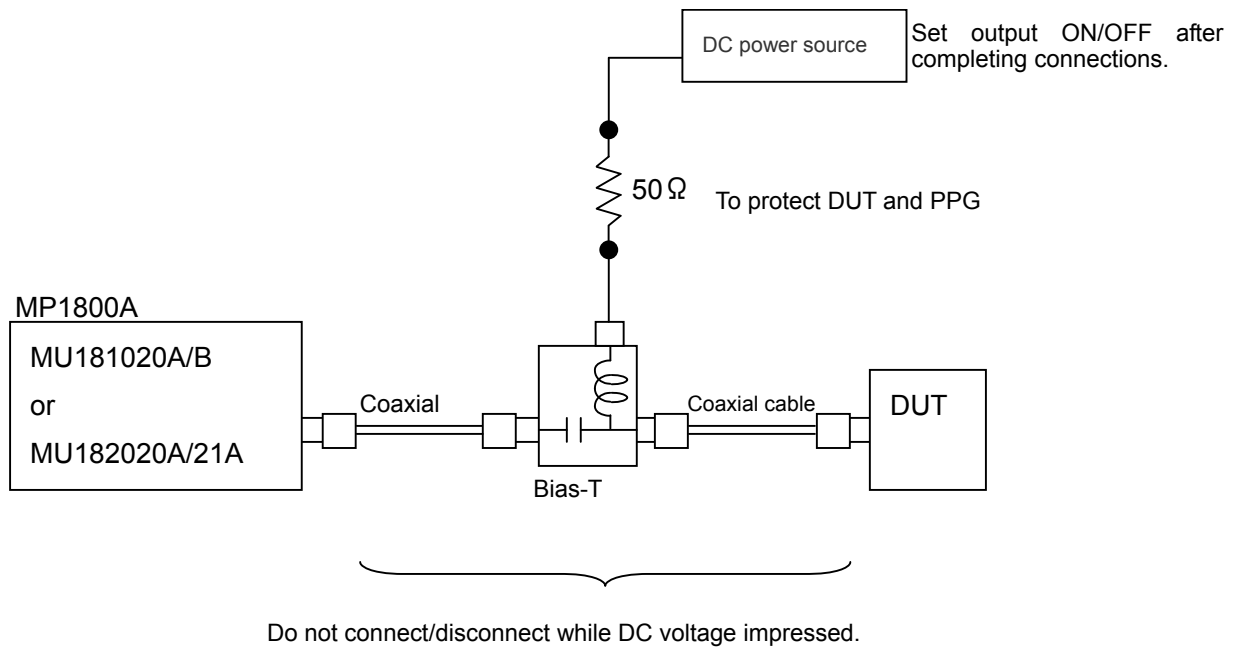 DC power source
Set output ON/OFF after
completing connections.
50Ω
To protect DUT and PPG
MP1800A
MU181020A/B
or
MU182020A/21A
Coaxial
Coaxial cable
DUT
Bias-T
Do not connect/disconnect while DC voltage impressed.